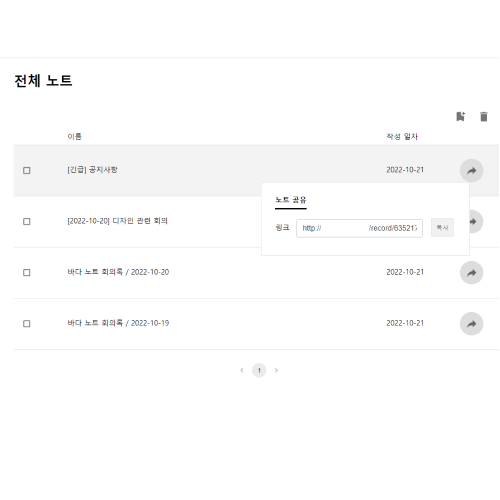 전체 노트
이름 작성 일자
[긴급] 공지사항 2022-10-21
노트 공유
링크 http:// /record/63521 복사
[2022-10-20] 디자인 관련 회의
바다 노트 회의록 / 2022-10-20 2022-10-21
바다 노트 회의록 / 2022-10-19 2022-10-21
1